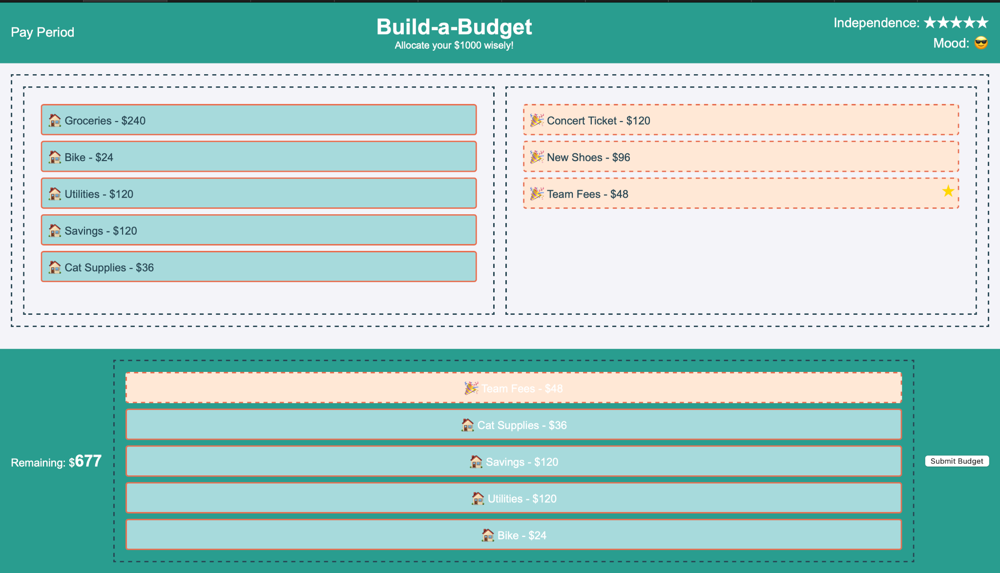 Pay Period
Build-a-Budget
Allocate your $1000 wisely!
Independence: ★★★★★
Mood: 😎
🏠 Groceries - $240
🏠 Bike - $24
🏠 Utilities - $120
🏠 Savings - $120
🏠 Cat Supplies - $36
🎉 Concert Ticket - $120
🎉 New Shoes - $96
🎉 Team Fees - $48 ★
Remaining: $677
🎉 Team Fees - $48
🏠 Cat Supplies - $36
🏠 Savings - $120
🏠 Utilities - $120
🏠 Bike - $24
Submit Budget